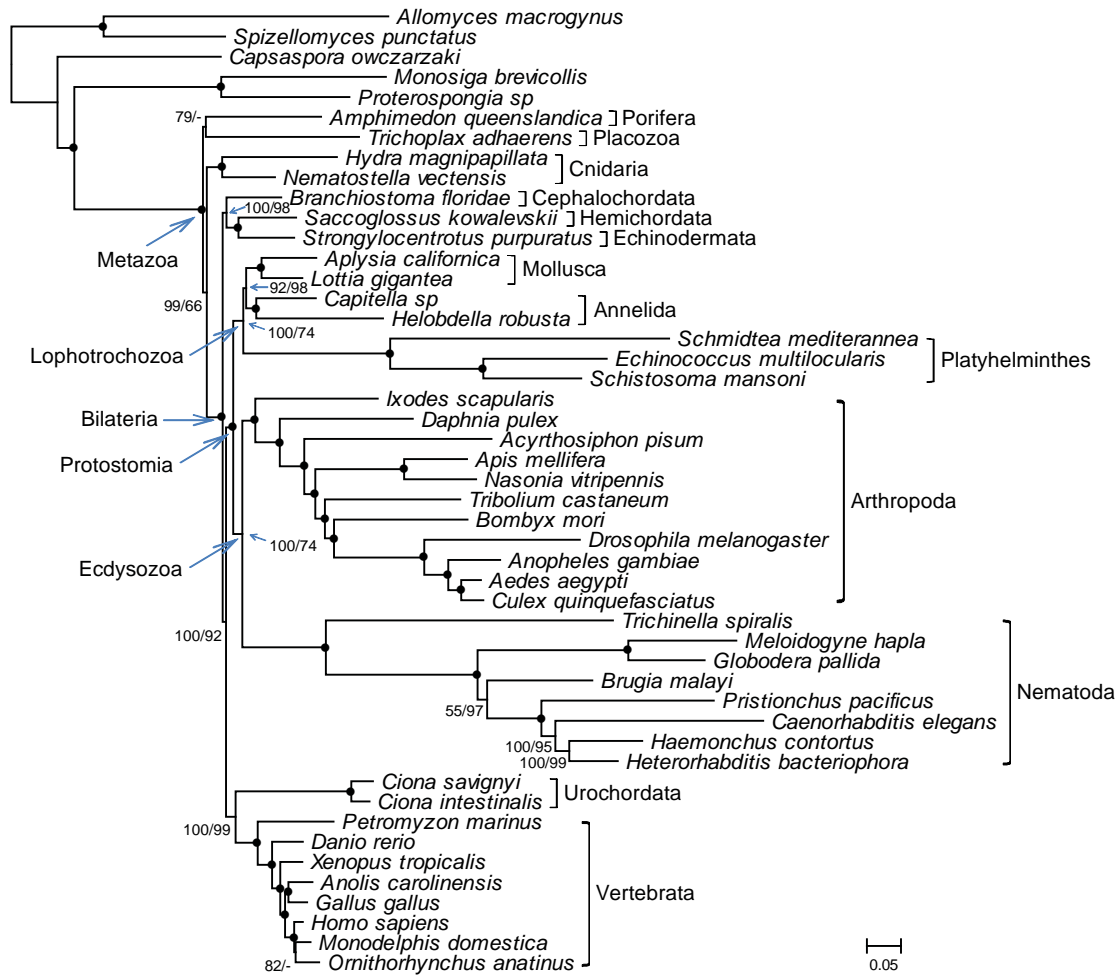 Allomyces macrogynus
Spizellomyces punctatus
Capsaspora owczarzaki
Monosiga brevicollis
Proterospongia sp
79/-
Amphimedon queenslandica Porifera
Trichoplax adhaerens Placozoa
Hydra magnipapillata
Cnidaria
Nematostella vectensis
Branchiostoma floridae Cephalochordata
100/98
Saccoglossus kowalevskii Hemichordata
Strongylocentrotus purpuratus Echinodermata
Metazoa
Aplysia californica
Mollusca
Lottia gigantea
92/98
Capitella sp
99/66
Annelida
Helobdella robusta
100/74
Schmidtea mediterannea
Lophotrochozoa
Echinococcus multilocularis
Platyhelminthes
Schistosoma mansoni
Ixodes scapularis
Bilateria
Daphnia pulex
Acyrthosiphon pisum
Protostomia
Apis mellifera
Nasonia vitripennis
Tribolium castaneum
Arthropoda
Bombyx mori
Drosophila melanogaster
100/74
Anopheles gambiae
Ecdysozoa
Aedes aegypti
Culex quinquefasciatus
Trichinella spiralis
100/92
Meloidogyne hapla
Globodera pallida
Brugia malayi
Nematoda
Pristionchus pacificus
55/97
Caenorhabditis elegans
Haemonchus contortus
100/95
100/99
Heterorhabditis bacteriophora
Ciona savignyi
Urochordata
Ciona intestinalis
100/99
Petromyzon marinus
Danio rerio
Xenopus tropicalis
Anolis carolinensis
Vertebrata
Gallus gallus
Homo sapiens
Monodelphis domestica
Ornithorhynchus anatinus
82/-
0.05